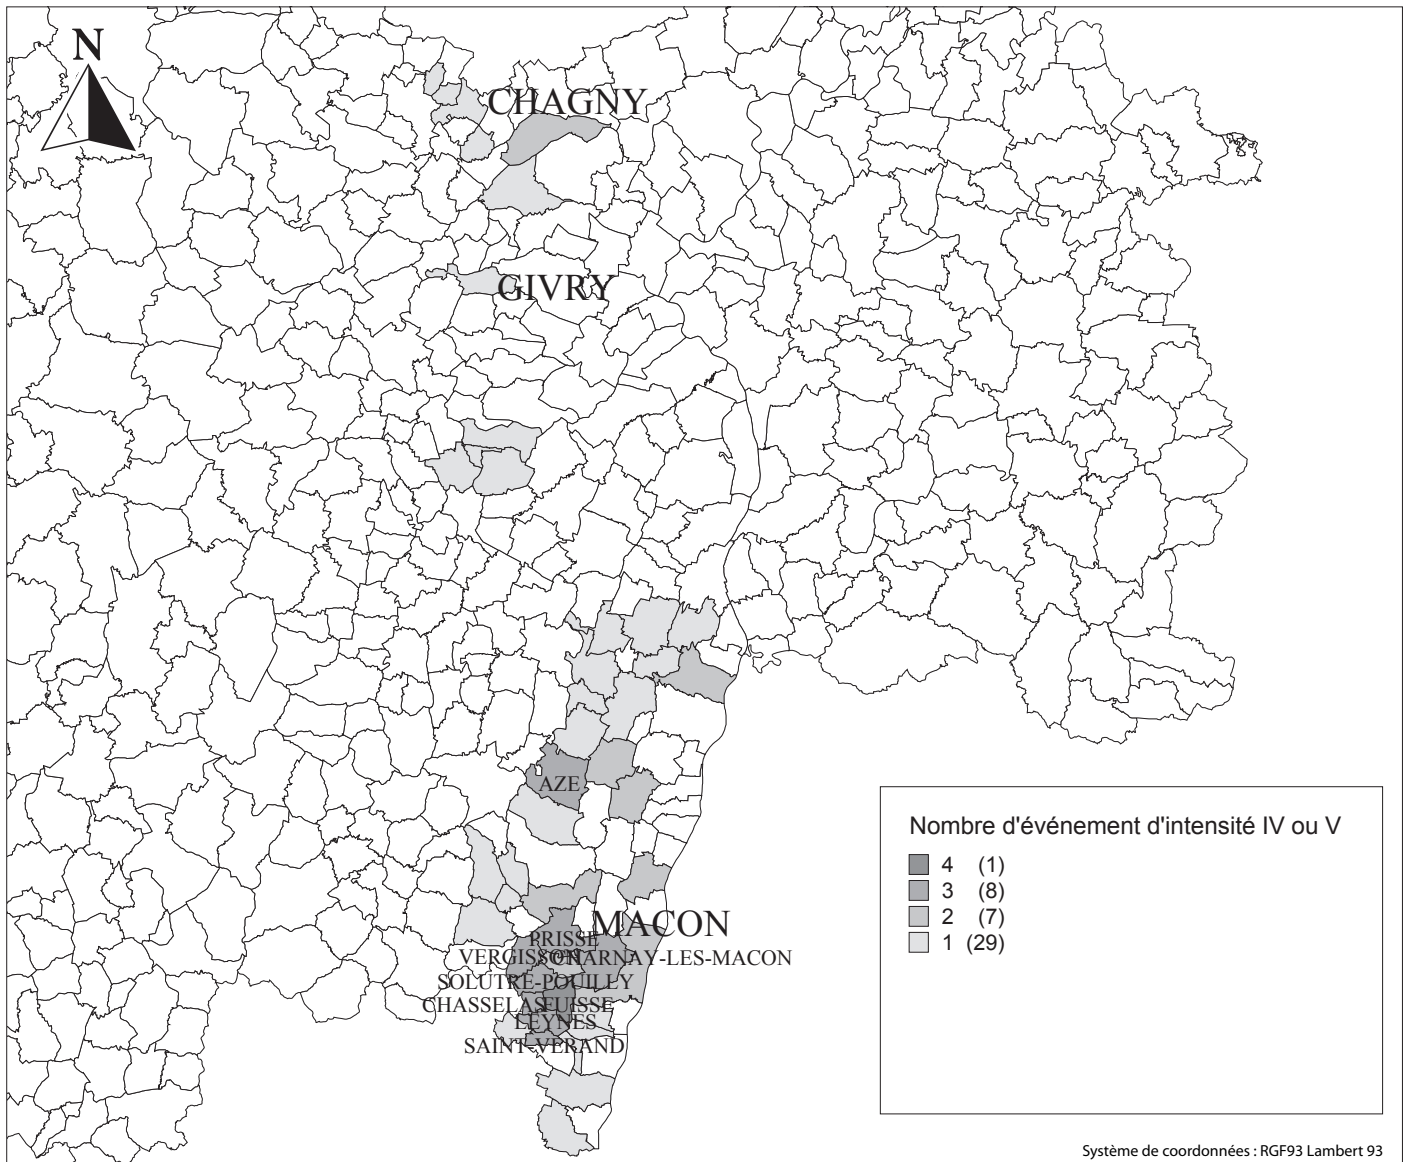 N
CHAGNY
GIVRY
AZE
MACON
PRISSE
VERGISSON
CHARNAY-LES-MACON
SOLUTRE-POUILLY
CHASSELAS
FUISSE
LEYNES
SAINT-VERAND
Nombre d'événement d'intensité IV ou V
4 (1)
3 (8)
2 (7)
1 (29)
Système de coordonnées : RGF93 Lambert 93